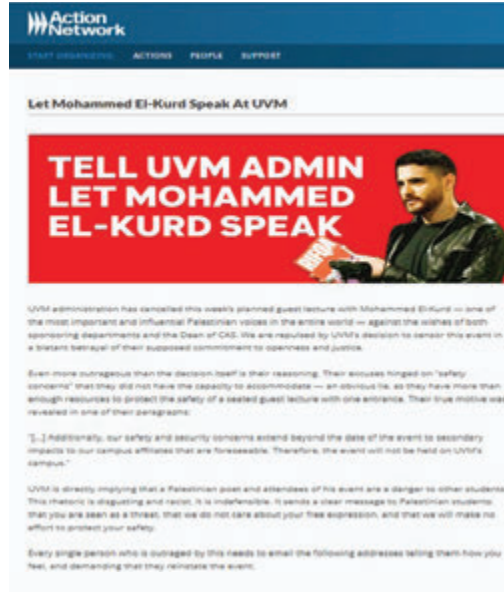 Action
Network
START ORGANIZING ACTIONS PEOPLE SUPPORT
Let Mohammed El-Kurd Speak At UVM
TELL UVM ADMIN
LET MOHAMMED
EL-KURD SPEAK
RIFQA
UVM administration has cancelled this week's planned guest lecture with Mohammed El-Kurd — one of
the most important and influential Palestinian voices in the entire world — against the wishes of both
sponsoring departments and the Dean of CAS. We are repulsed by UVM's decision to censor this event in
a blatant betrayal of their supposed commitment to openness and justice.
Even more outrageous than the decision itself is their reasoning. Their excuses hinged on "safety
concerns" that they did not have the capacity to accommodate — an obvious lie, as they have more than
enough resources to protect the safety of a seated guest lecture with one entrance. Their true motive was
revealed in one of their paragraphs:
"[...] Additionally, our safety and security concerns extend beyond the date of the event to secondary
impacts to our campus affiliates that are foreseeable. Therefore, the event will not be held on UVM's
campus."
UVM is directly implying that a Palestinian poet and attendees of his event are a danger to other students.
This rhetoric is disgusting and racist. It is indefensible. It sends a clear message to Palestinian students:
that you are seen as a threat, that we do not care about your free expression, and that we will make no
effort to protect your safety.
Every single person who is outraged by this needs to email the following addresses telling them how you
feel, and demanding that they reinstate the event: